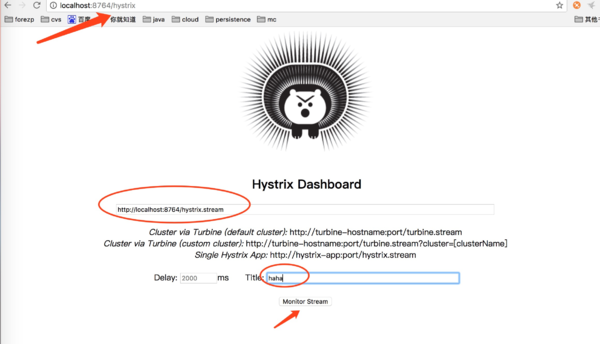 localhost:8764/hystrix
forezp cvs 百度 你就知道 java cloud persistence mc 其他
Hystrix Dashboard
http://localhost:8764/hystrix.stream
Cluster via Turbine (default cluster): http://turbine-hostname:port/turbine.stream
Cluster via Turbine (custom cluster): http://turbine-hostname:port/turbine.stream?cluster=[clusterName]
Single Hystrix App: http://hystrix-app:port/hystrix.stream
Delay: 2000 ms Title: haha
Monitor Stream